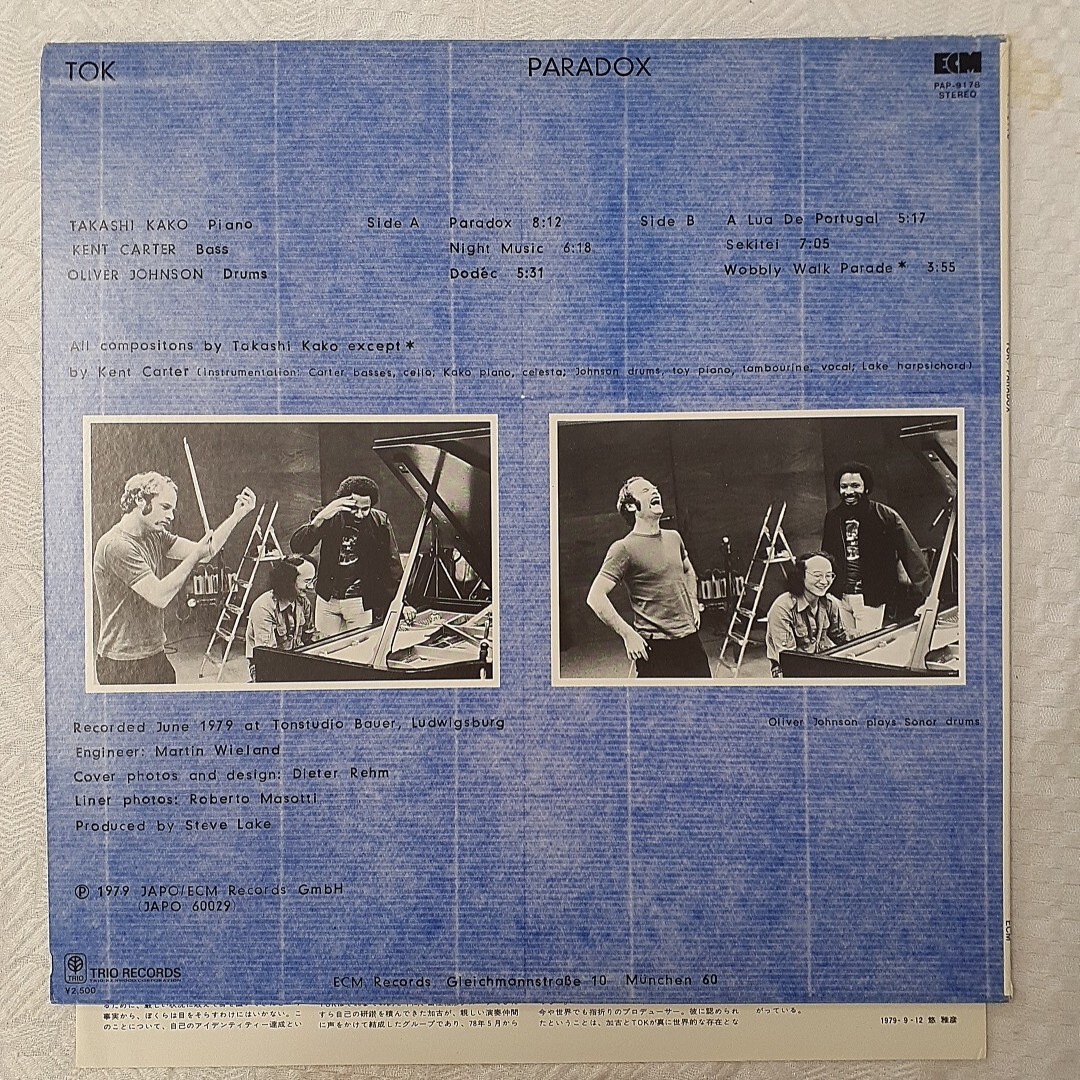 TOK
PARADOX
ECM
PAP-9178
STEREO
TAKASHI KAKO Piano
KENT CARTER Bass
OLIVER JOHNSON Drums
Side A Paradox 8:12
Night Music 6:18
Dodéc 5:31
Side B A Lua De Portugal 5:17
Sekitei 7:05
Wobbly Walk Parade* 3:55
All compositons by Takashi Kako except*
by Kent Carter (Instrumentation: Carter basses, cello; Kako piano, celesta; Johnson drums, toy piano, tambourine, vocal; Lake harpsichord)
Recorded June 1979 at Tonstudio Bauer, Ludwigsburg
Engineer: Martin Wieland
Cover photos and design: Dieter Rehm
Liner photos: Roberto Masotti
Produced by Steve Lake
Oliver Johnson plays Sonor drums
℗ 1979 JAPO/ECM Records GmbH
(JAPO 60029)
TRIO
TRIO RECORDS
TRIO-KENWOOD CORPORATION
¥2,500
ECM Records Gleichmannstraße 10 München 60
TOK PARADOX
ECM
事実から、ぼくらは目をそらすわけにはいかない。こ
のことについて、自己のアイデンティティー達成とい
すら自己の研鑽を積んできた加古が、親しい演奏仲間
に声をかけて結成したグループであり、78年5月から
今や世界でも指折りのプロデューサー。彼に認められ
たということは、加古とTOKが真に世界的な存在とな
がっている。
1979-9-12 悠 雅彦